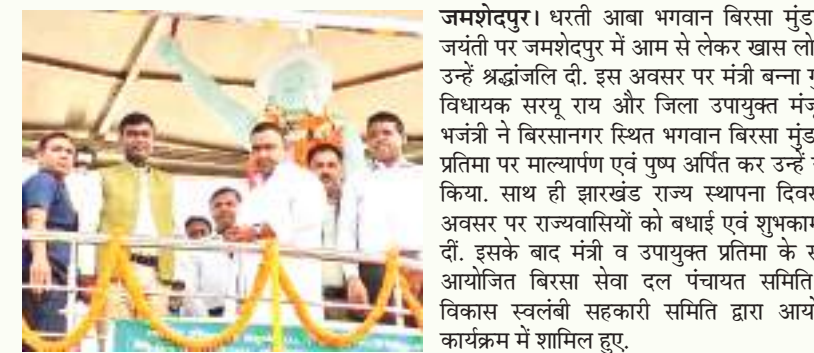 जमशेदपुर। धरती आबा भगवान बिरसा मुंड
जयंती पर जमशेदपुर में आम से लेकर खास लो
उन्हें श्रद्धांजलि दी. इस अवसर पर मंत्री बन्ना गु
विधायक सरयू राय और जिला उपायुक्त मंजू
भजंत्री ने बिरसानगर स्थित भगवान बिरसा मुंड
प्रतिमा पर माल्यार्पण एवं पुष्प अर्पित कर उन्हें
किया. साथ ही झारखंड राज्य स्थापना दिवस
अवसर पर राज्यवासियों को बधाई एवं शुभकाम
दीं. इसके बाद मंत्री व उपायुक्त प्रतिमा के स
आयोजित बिरसा सेवा दल पंचायत समिति
विकास स्वलंबी सहकारी समिति द्वारा आयो
कार्यक्रम में शामिल हुए.